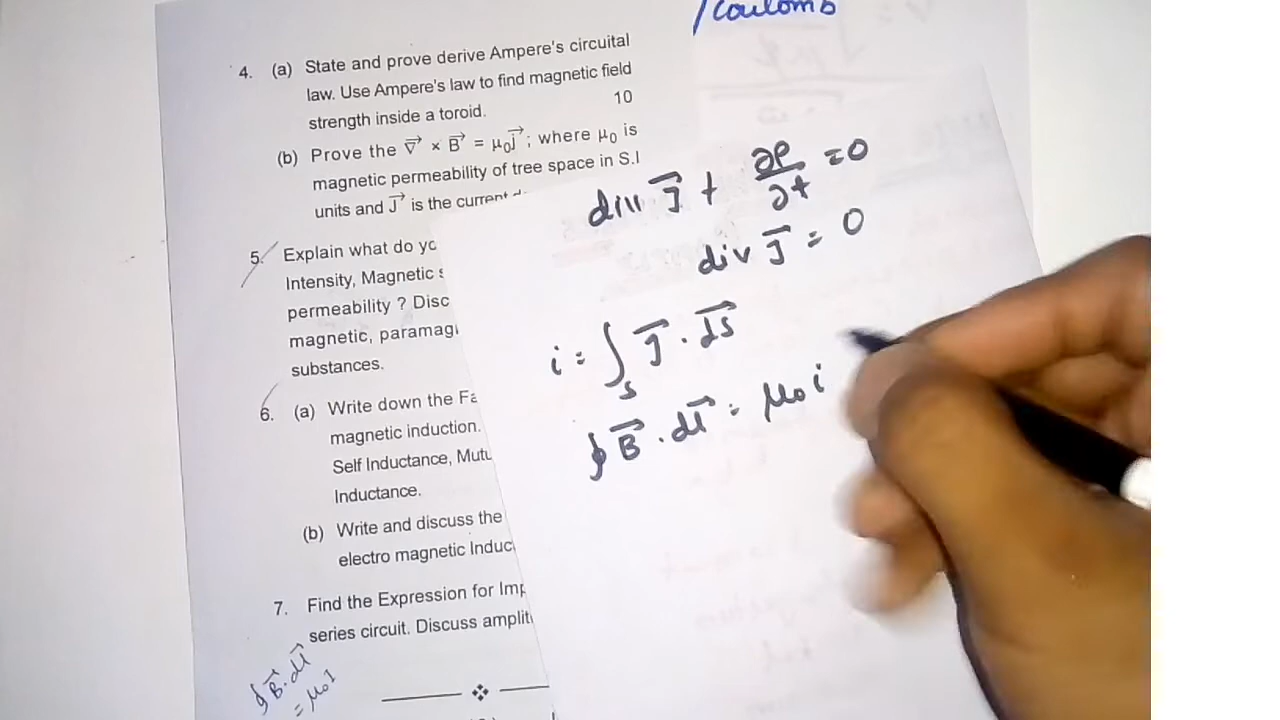 /Coulomb
4. (a) State and prove derive Ampere's circuital
law. Use Ampere's law to find magnetic field
strength inside a toroid. 10
(b) Prove the ∇⃗ × B⃗ = μ₀J⃗ ; where μ₀ is
magnetic permeability of tree space in S.I
units and J⃗ is the current
5. Explain what do yo
Intensity, Magnetic s
permeability ? Disc
magnetic, paramag
substances.
6. (a) Write down the Fa
magnetic induction.
Self Inductance, Mutu
Inductance.
(b) Write and discuss the
electro magnetic Induc
7. Find the Expression for Imp
series circuit. Discuss amplit
∮B⃗.dl⃗
= μ₀I
div J⃗ + ∂ρ/∂t = 0
div J⃗ = 0
i = ∫ₛ J⃗ . ds⃗
∮ B⃗ . dl⃗ = μ₀ i